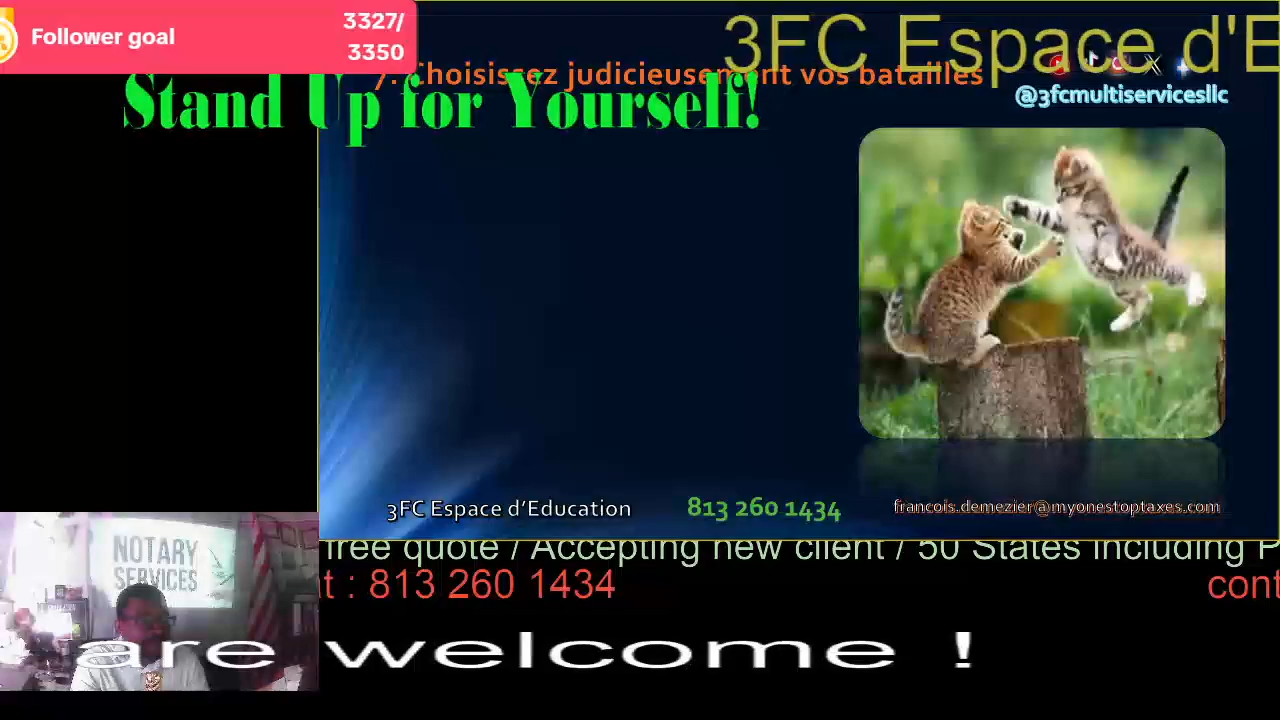 Follower goal
3327/
3350
3FC Espace d'E
7. Choisissez judicieusement vos batailles
Stand Up for Yourself!
@3fcmultiservicesllc
3FC Espace d'Education
813 260 1434
francois.demezier@myonestoptaxes.com
NOTARY
SERVICES
free quote / Accepting new client / 50 States Including P
at : 813 260 1434
cont
are welcome !